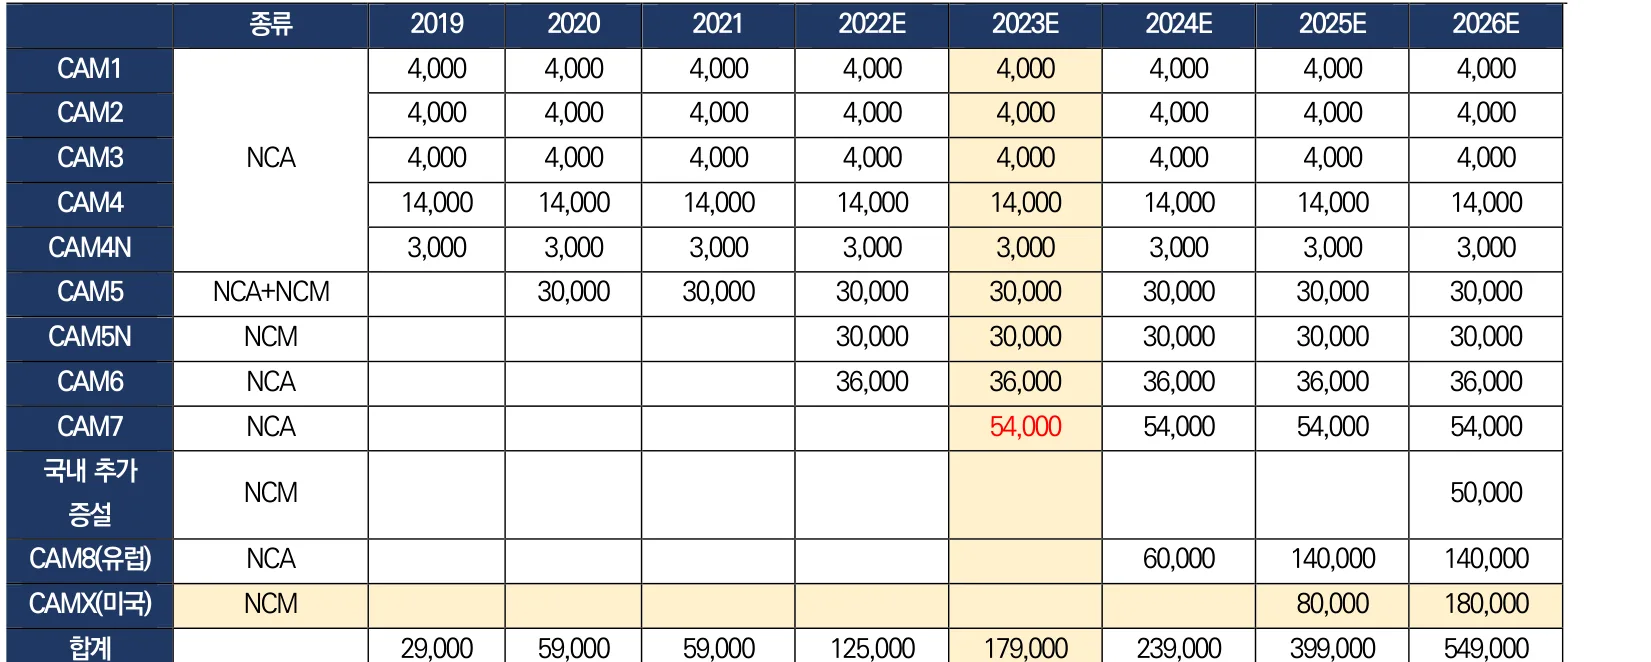 종류 2019 2020 2021 2022E 2023E 2024E 2025E 2026E
CAM1 4,000 4,000 4,000 4,000 4,000 4,000 4,000 4,000
CAM2 4,000 4,000 4,000 4,000 4,000 4,000 4,000 4,000
CAM3 NCA 4,000 4,000 4,000 4,000 4,000 4,000 4,000 4,000
CAM4 14,000 14,000 14,000 14,000 14,000 14,000 14,000 14,000
CAM4N 3,000 3,000 3,000 3,000 3,000 3,000 3,000 3,000
CAM5 NCA+NCM 30,000 30,000 30,000 30,000 30,000 30,000 30,000
CAM5N NCM 30,000 30,000 30,000 30,000 30,000
CAM6 NCA 36,000 36,000 36,000 36,000 36,000
CAM7 NCA 54,000 54,000 54,000 54,000
국내 추가
증설 NCM 50,000
CAM8(유럽) NCA 60,000 140,000 140,000
CAMX(미국) NCM 80,000 180,000
합계 29,000 59,000 59,000 125,000 179,000 239,000 399,000 549,000